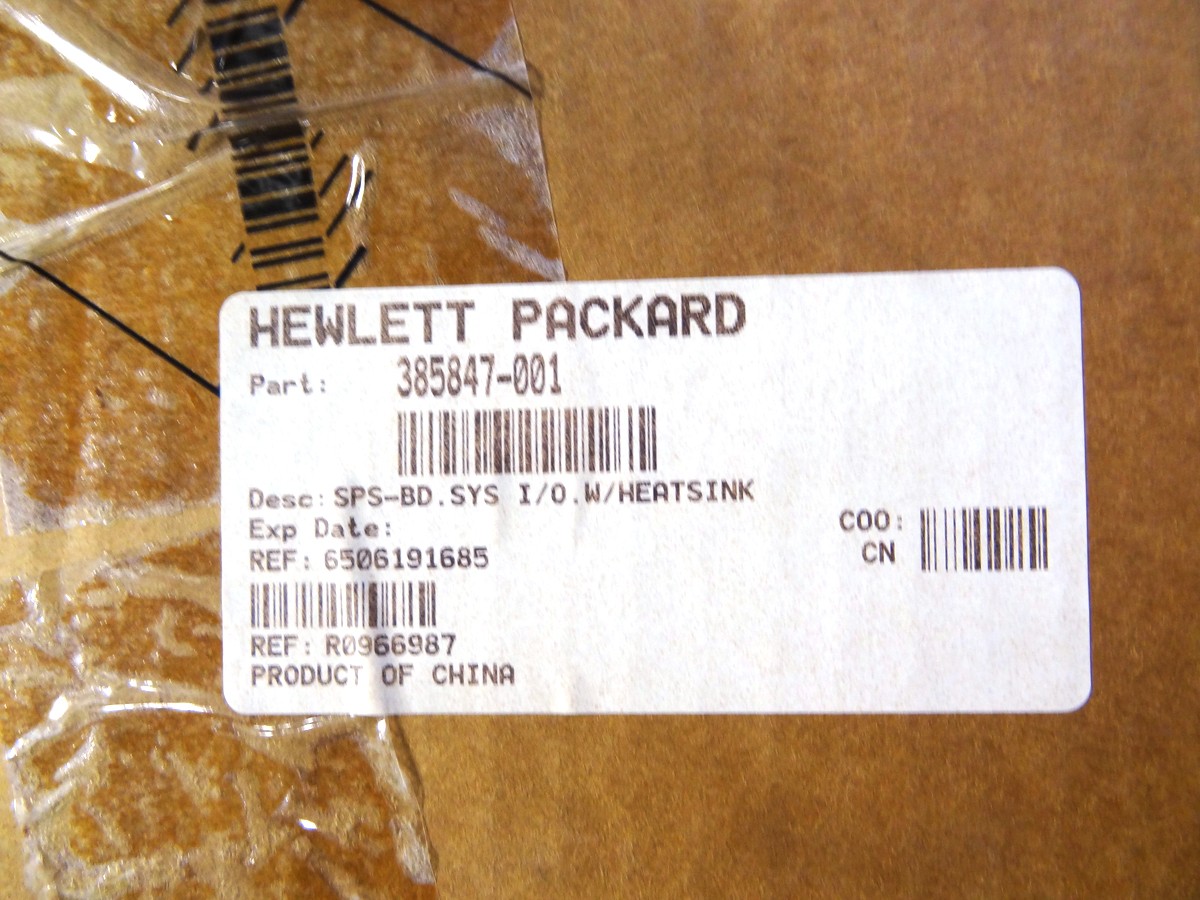 HEWLETT PACKARD
Part: 385847-001
Desc: SPS-BD.SYS I/O.W/HEATSINK
Exp Date:
REF: 6506191685
REF: R0966987
PRODUCT OF CHINA
COO:
CN